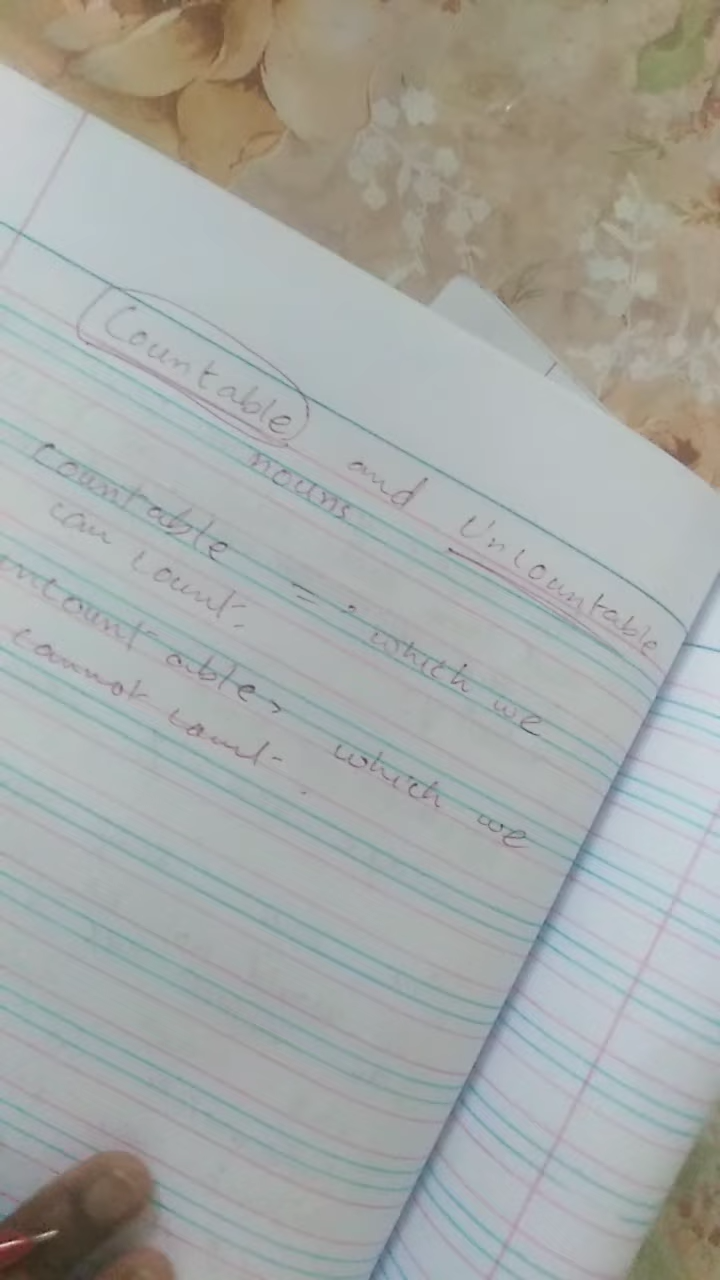 Countable and Uncountable
nouns
countable = which we
can count.
uncountable, which we
cannot count.